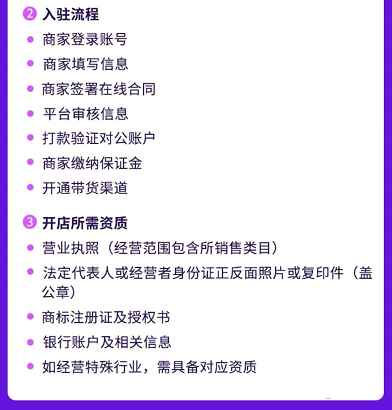 2 入驻流程
商家登录账号
商家填写信息
商家签署在线合同
平台审核信息
打款验证对公账户
商家缴纳保证金
开通带货渠道
3 开店所需资质
营业执照（经营范围包含所销售类目）
法定代表人或经营者身份证正反面照片或复印件（盖
公章）
商标注册证及授权书
银行账户及相关信息
如经营特殊行业，需具备对应资质